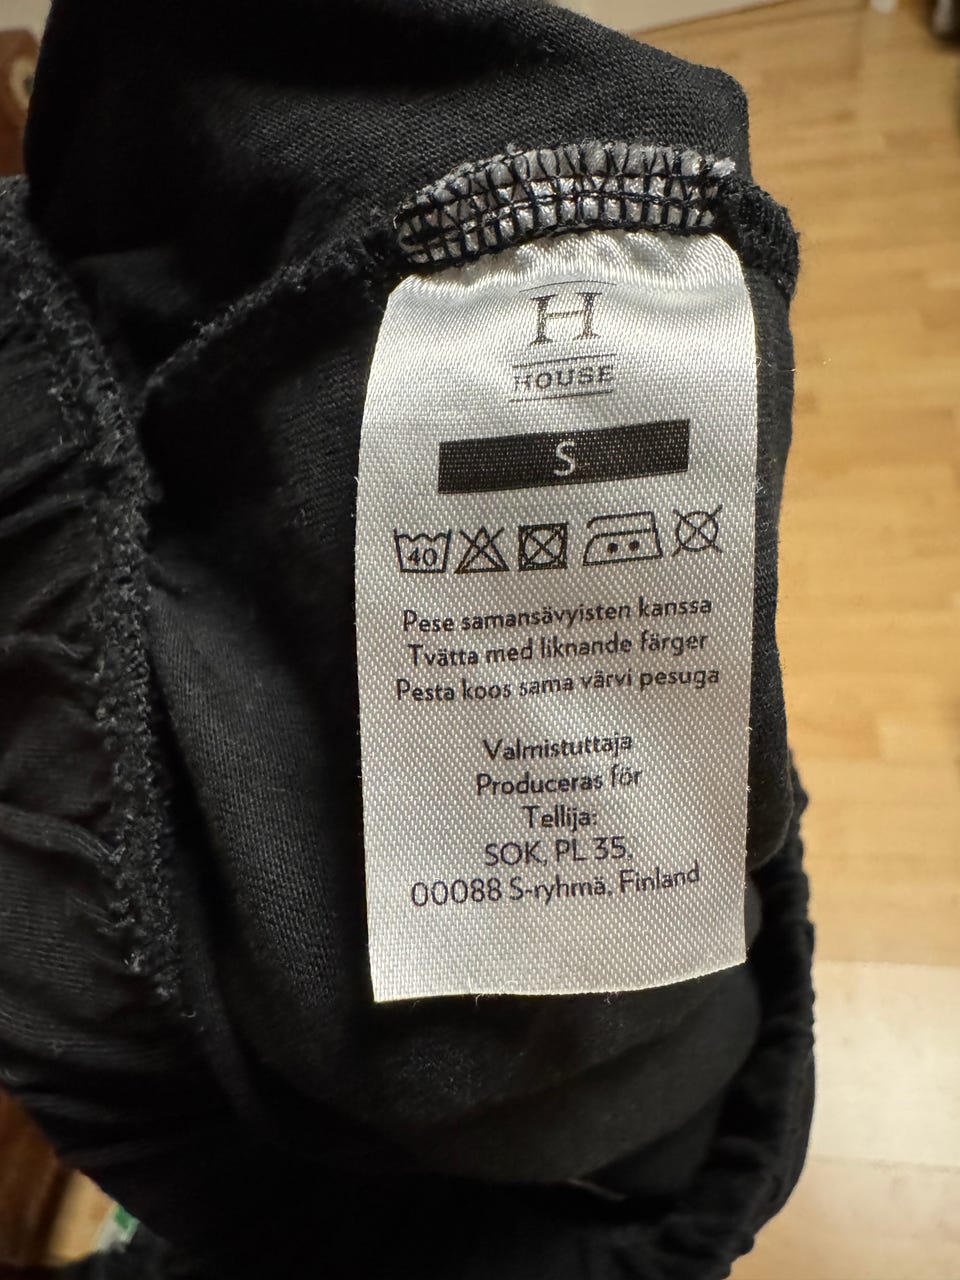 H
HOUSE
S
40
Pese samansävyisten kanssa
Tvätta med liknande färger
Pesta koos sama värvi pesuga
Valmistuttaja
Produceras för
Tellija:
SOK, PL 35,
00088 S-ryhmä, Finland